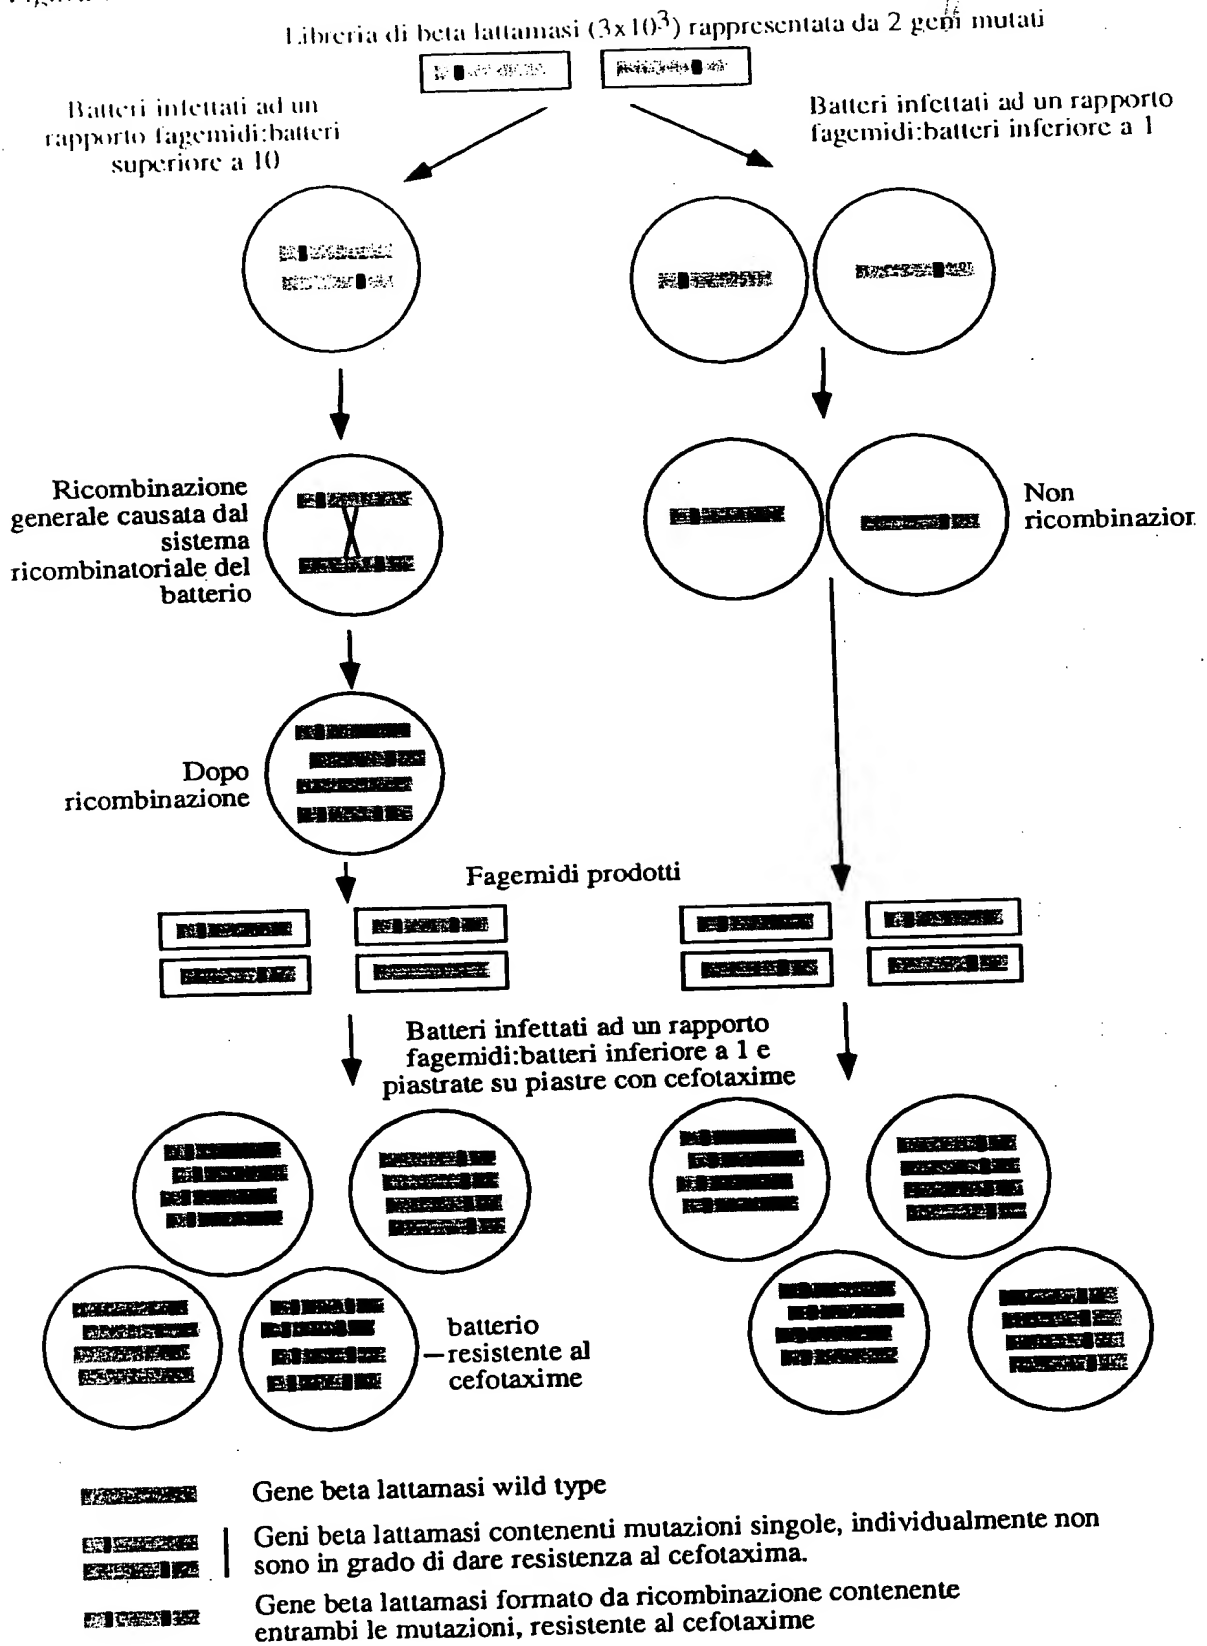 Libreria di beta lattamasi (3x10³) rappresentata da 2 geni mutati
Batteri infettati ad un
rapporto fagemidi:batteri
superiore a 10
Batteri infettati ad un rapporto
fagemidi:batteri inferiore a 1
Ricombinazione
generale causata dal
sistema
ricombinatoriale del
batterio
Non
ricombinazion
Dopo
ricombinazione
Fagemidi prodotti
Batteri infettati ad un rapporto
fagemidi:batteri inferiore a 1 e
piastrate su piastre con cefotaxime
batterio
resistente al
cefotaxime
Gene beta lattamasi wild type
Geni beta lattamasi contenenti mutazioni singole, individualmente non
sono in grado di dare resistenza al cefotaxima.
Gene beta lattamasi formato da ricombinazione contenente
entrambi le mutazioni, resistente al cefotaxime